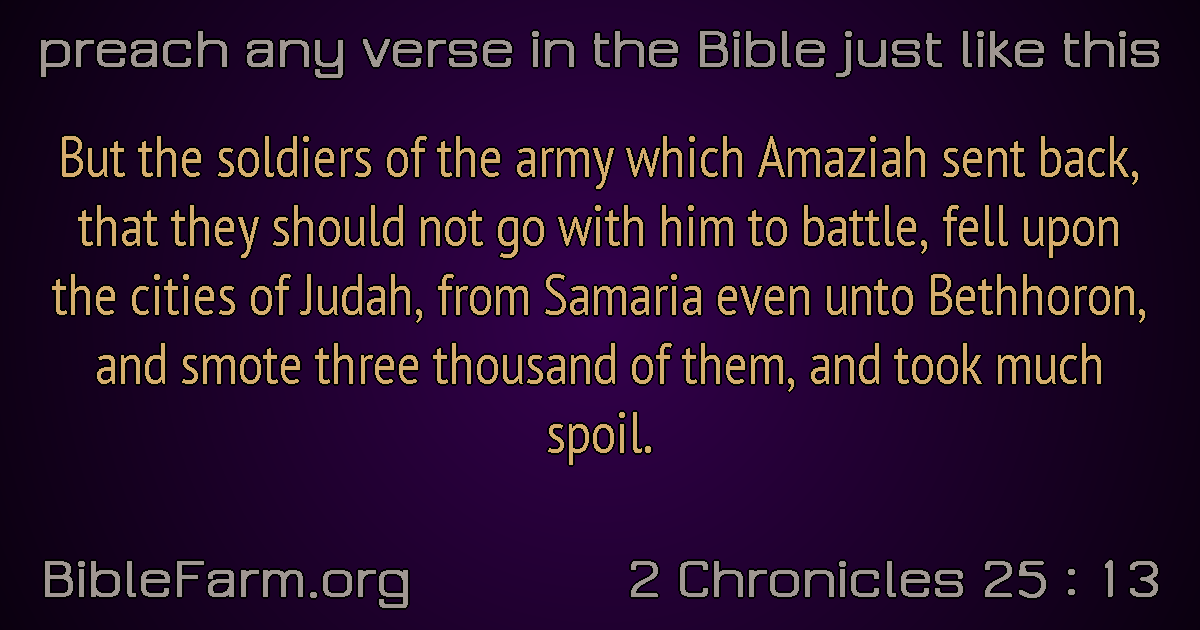 preach any verse in the Bible just like this
But the soldiers of the army which Amaziah sent back,
that they should not go with him to battle, fell upon
the cities of Judah, from Samaria even unto Bethhoron,
and smote three thousand of them, and took much
spoil.
BibleFarm.org
2 Chronicles 25 : 13